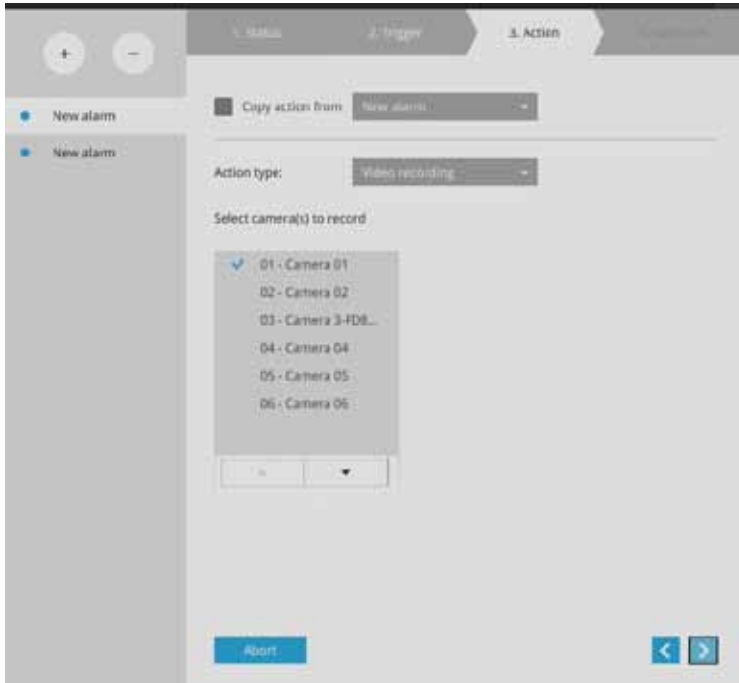 + −
1. Status 2. Trigger 3. Action
New alarm
New alarm
Copy action from New alarm
Action type: Video recording
Select camera(s) to record
01 - Camera 01
02 - Camera 02
03 - Camera 3-FD8...
04 - Camera 04
05 - Camera 05
06 - Camera 06
Abort